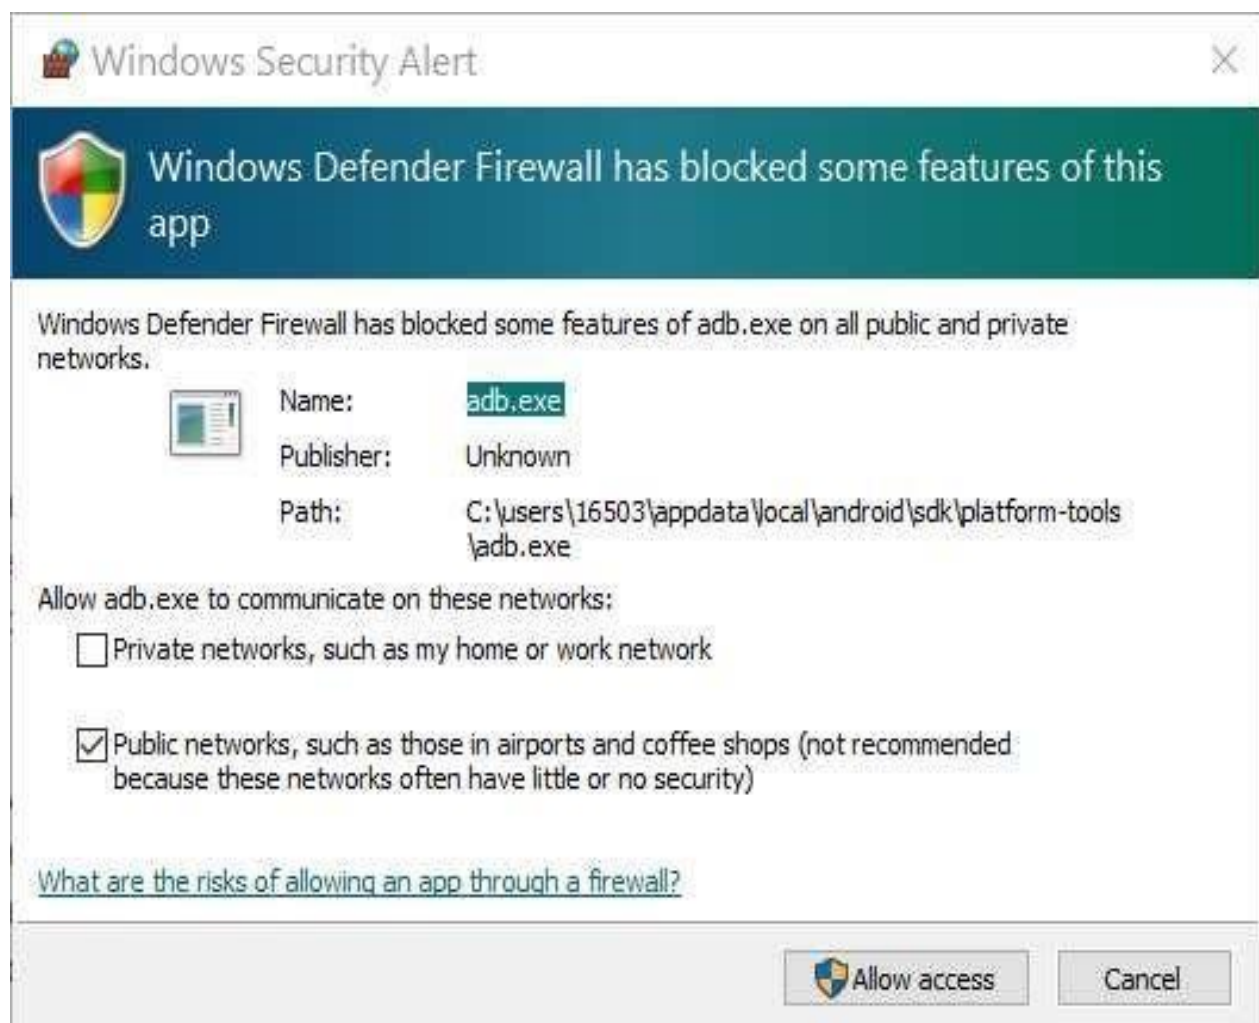 Windows Security Alert
Windows Defender Firewall has blocked some features of this
app
Windows Defender Firewall has blocked some features of adb.exe on all public and private
networks.
Name: adb.exe
Publisher: Unknown
Path: C:\users\16503\appdata\local\android\sdk\platform-tools
\adb.exe
Allow adb.exe to communicate on these networks:
Private networks, such as my home or work network
Public networks, such as those in airports and coffee shops (not recommended
because these networks often have little or no security)
What are the risks of allowing an app through a firewall?
Allow access Cancel